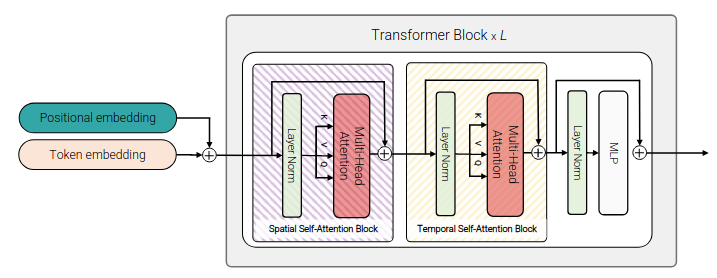 Transformer Block x L
Positional embedding
Token embedding
Layer Norm
K
V
Q
Multi-Head
Attention
Spatial Self-Attention Block
Layer Norm
K
V
Q
Multi-Head
Attention
Temporal Self-Attention Block
Layer Norm
MLP